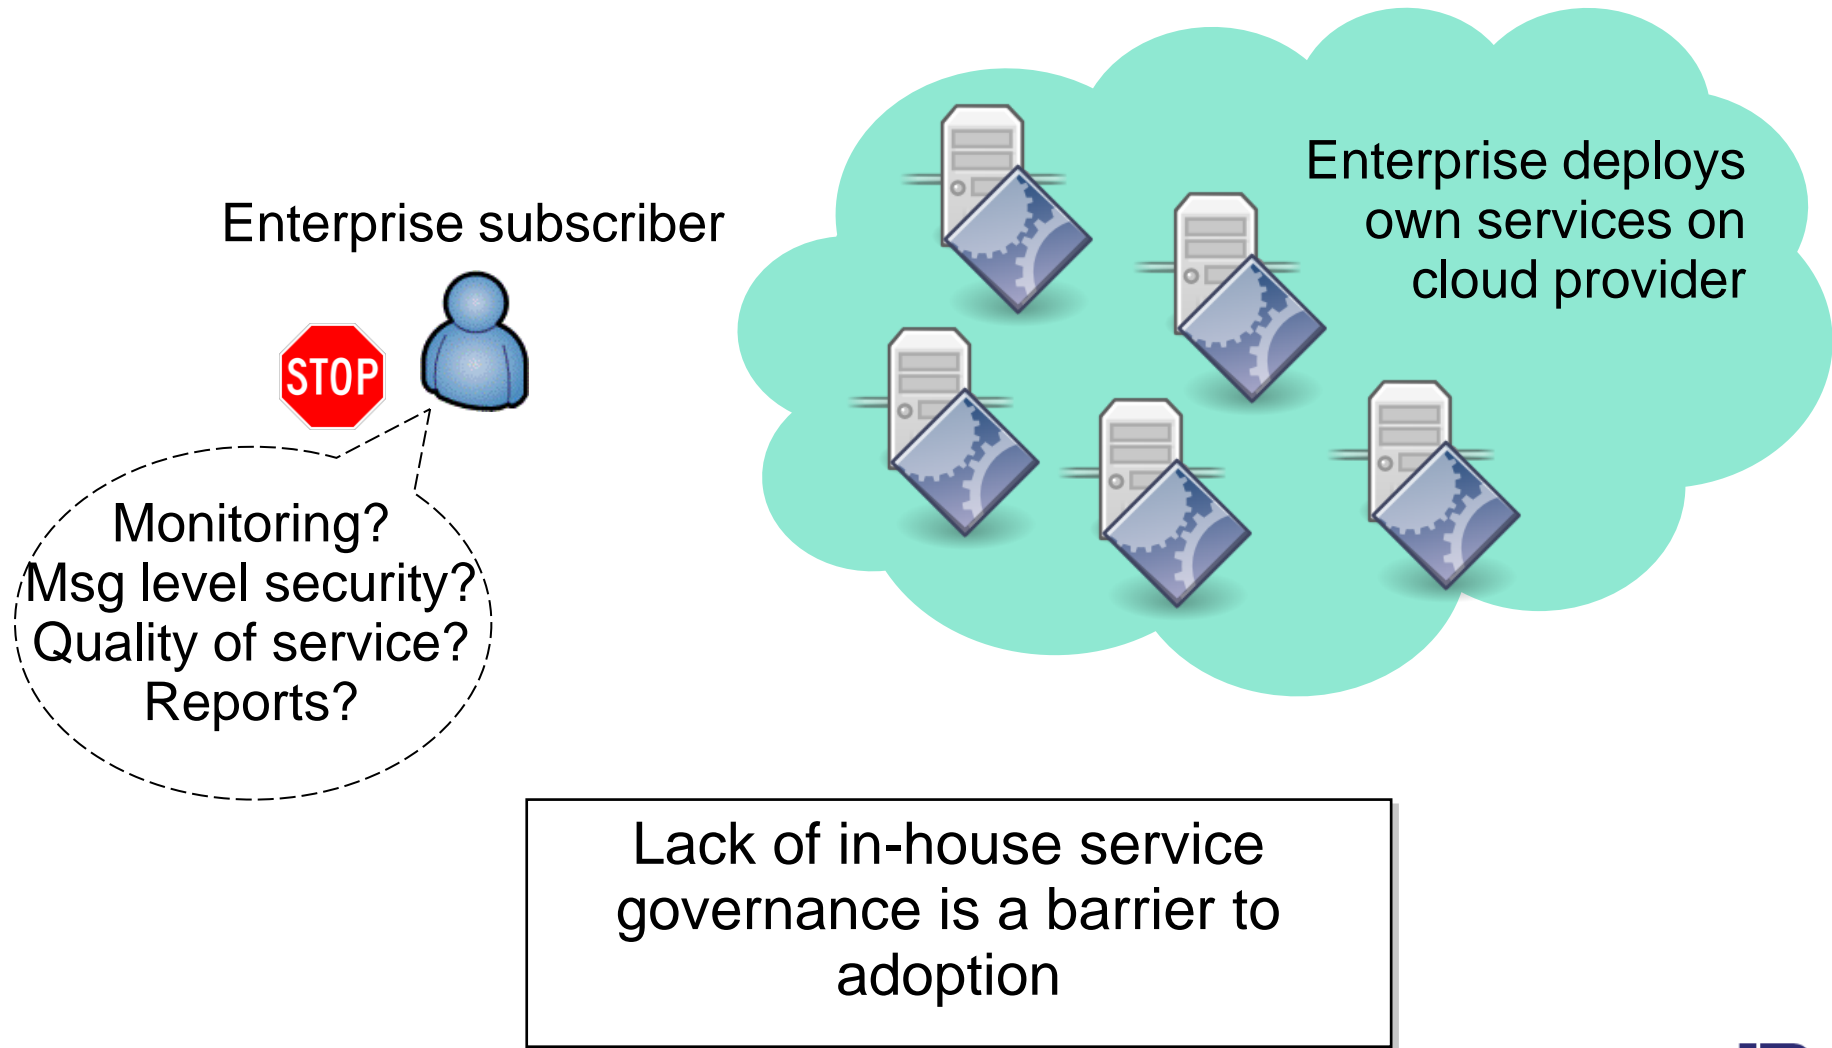 Enterprise subscriber
STOP
Monitoring?
Msg level security?
Quality of service?
Reports?
Enterprise deploys
own services on
cloud provider
Lack of in-house service
governance is a barrier to
adoption